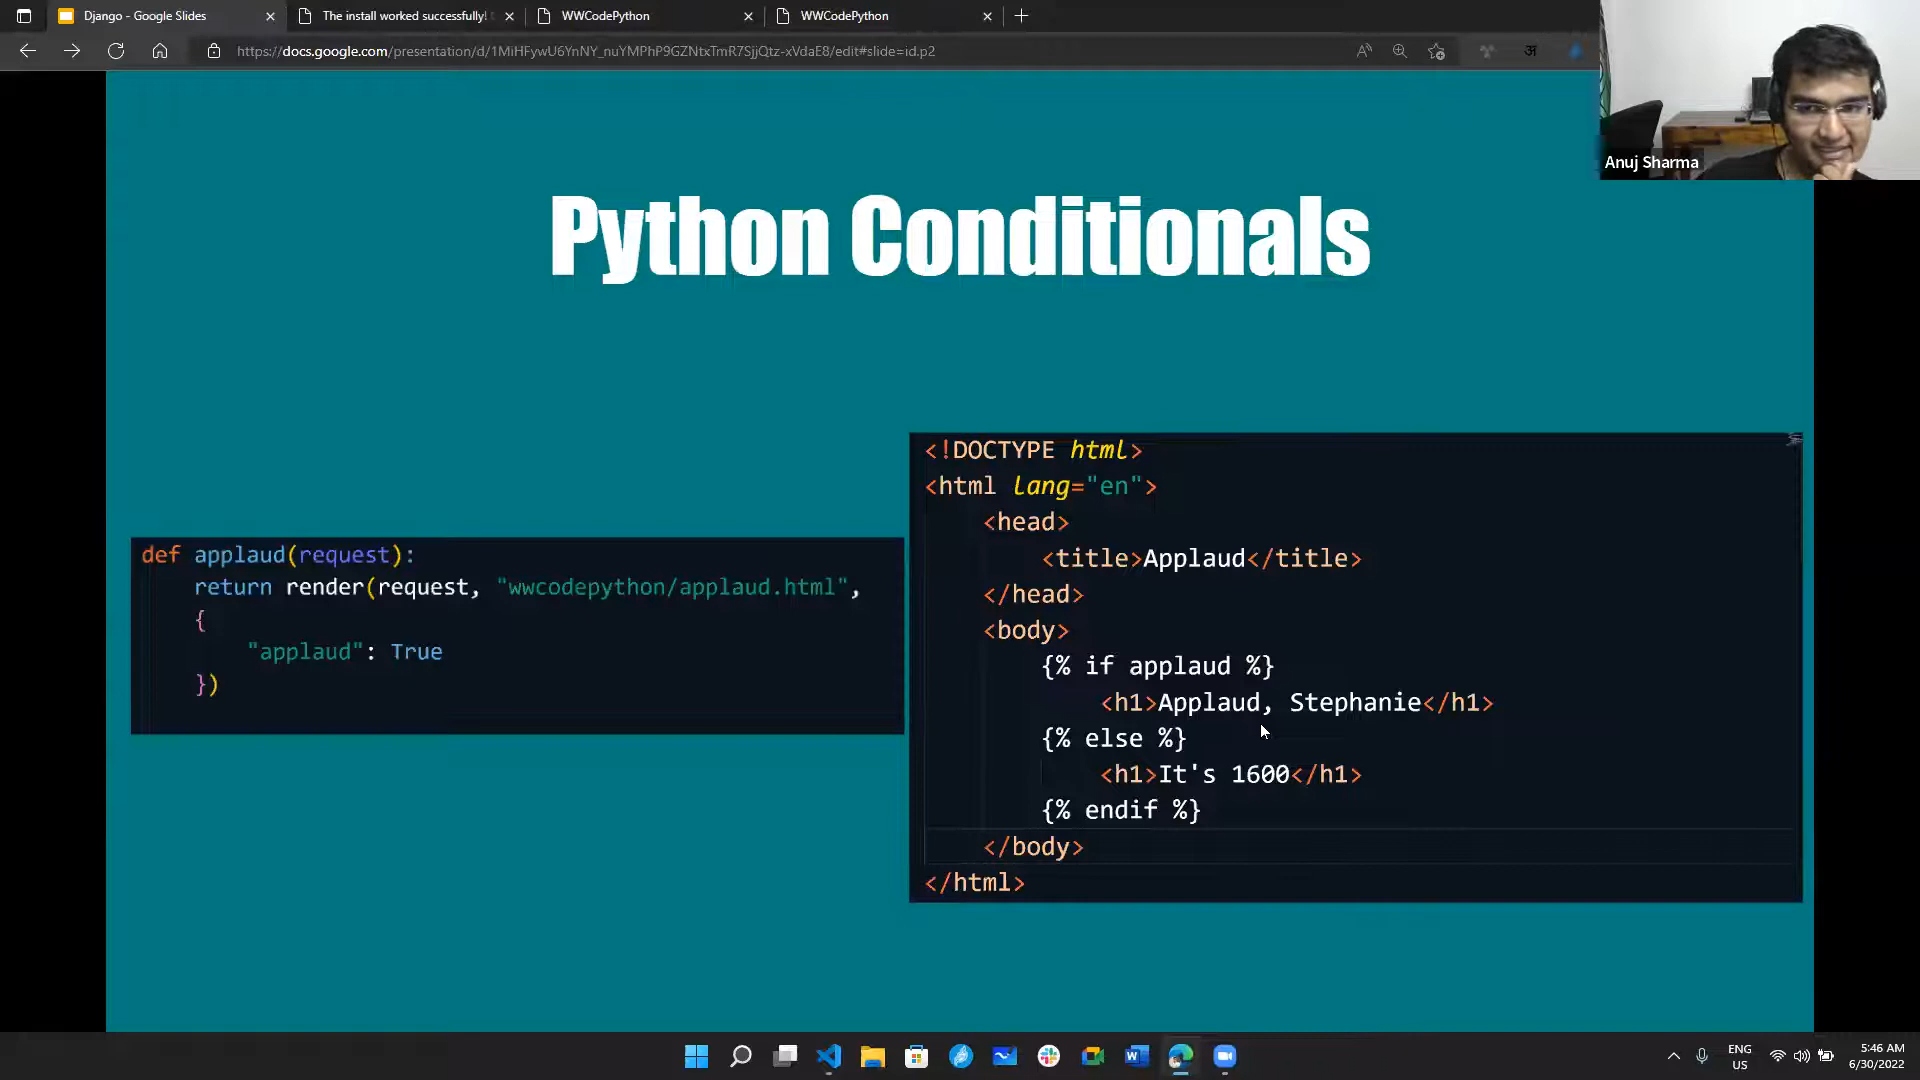 Django - Google Slides
The install worked successfully!
WWCodePython
WWCodePython
https://docs.google.com/presentation/d/1MiHFywU6YnNY_nuYMPhP9GZNtxTmR7SjjQtz-xVdaE8/edit#slide=id.p2
अ
Anuj Sharma
Python Conditionals
def applaud(request):
return render(request, "wwcodepython/applaud.html",
{
"applaud": True
})
<!DOCTYPE html>
<html lang="en">
<head>
<title>Applaud</title>
</head>
<body>
{% if applaud %}
<h1>Applaud, Stephanie</h1>
{% else %}
<h1>It's 1600</h1>
{% endif %}
</body>
</html>
ENG
US
5:46 AM
6/30/2022